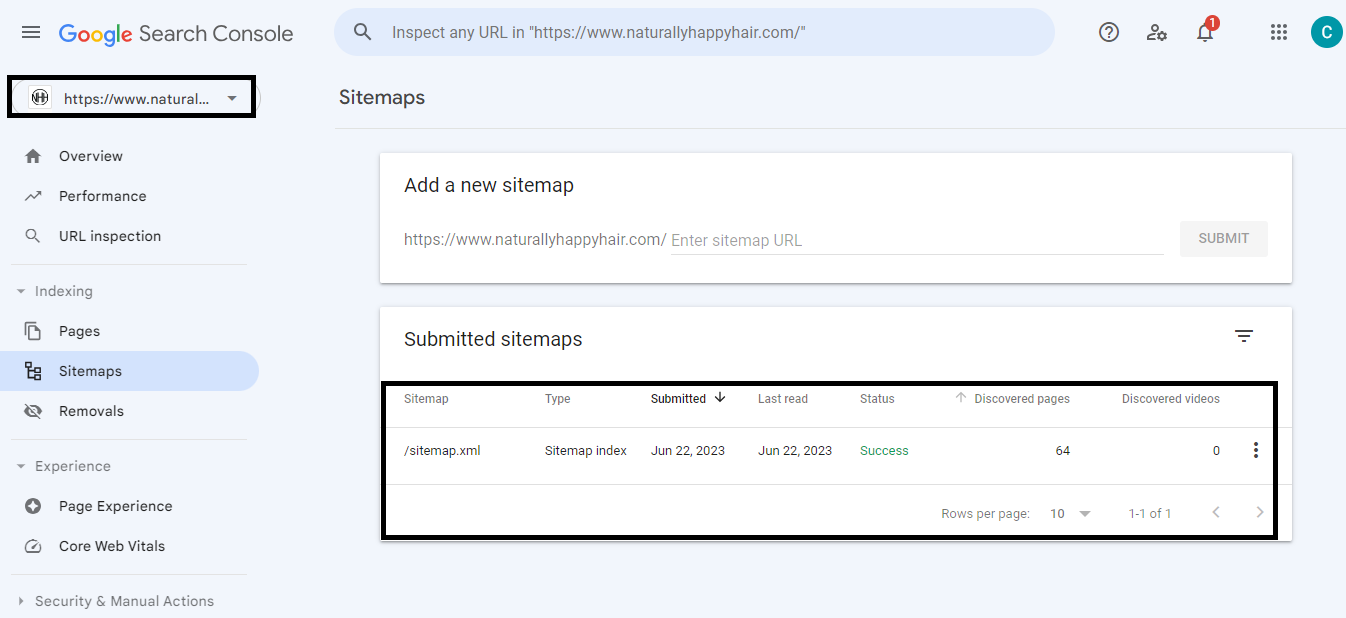 Google Search Console
Inspect any URL in "https://www.naturallyhappyhair.com/"
1
C
https://www.natural...
Sitemaps
Overview
Performance
URL inspection
Indexing
Pages
Sitemaps
Removals
Experience
Page Experience
Core Web Vitals
Security & Manual Actions
Add a new sitemap
https://www.naturallyhappyhair.com/ Enter sitemap URL
SUBMIT
Submitted sitemaps
Sitemap Type Submitted Last read Status Discovered pages Discovered videos
/sitemap.xml Sitemap index Jun 22, 2023 Jun 22, 2023 Success 64 0
Rows per page: 10 1-1 of 1